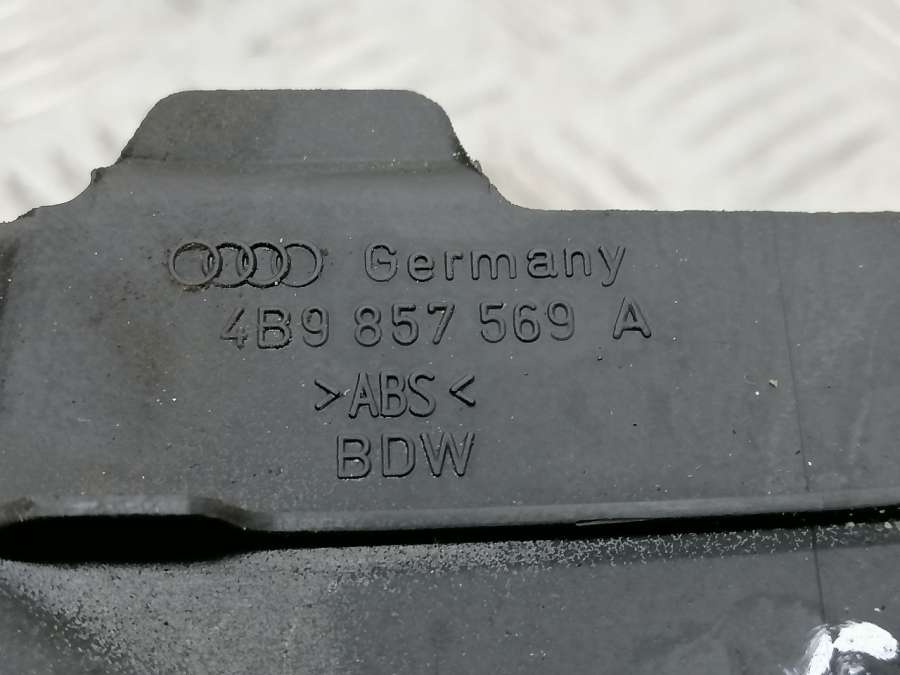 Germany
4B9 857 569 A
>ABS<
BDW